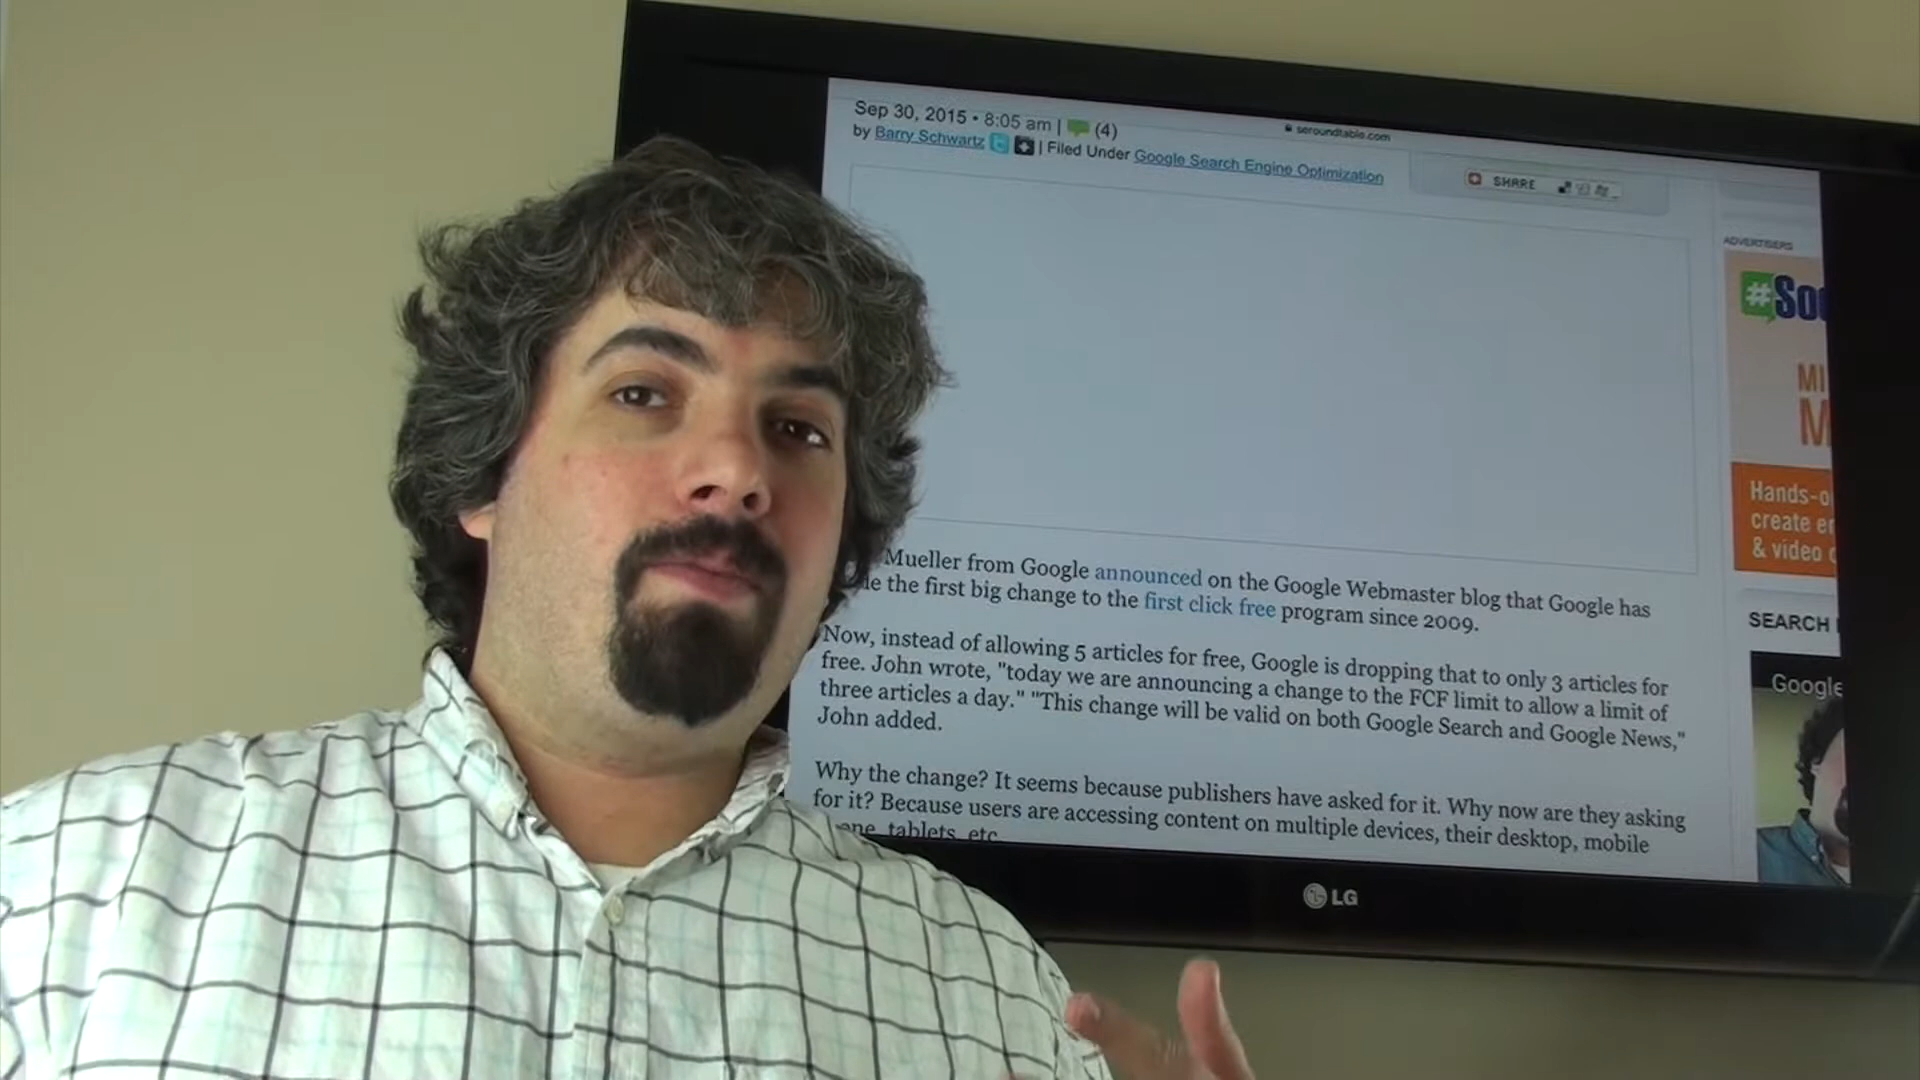 Sep 30, 2015 • 8:05 am | (4)
seroundtable.com
by Barry Schwartz | Filed Under Google Search Engine Optimization
SHARE
ADVERTISERS
Mueller from Google announced on the Google Webmaster blog that Google has
the first big change to the first click free program since 2009.
Now, instead of allowing 5 articles for free, Google is dropping that to only 3 articles for
free. John wrote, "today we are announcing a change to the FCF limit to allow a limit of
three articles a day." "This change will be valid on both Google Search and Google News,"
John added.
Why the change? It seems because publishers have asked for it. Why now are they asking
for it? Because users are accessing content on multiple devices, their desktop, mobile
tablets, etc
#So
MI
M
Hands-o
create e
& video
SEARCH
Google
LG